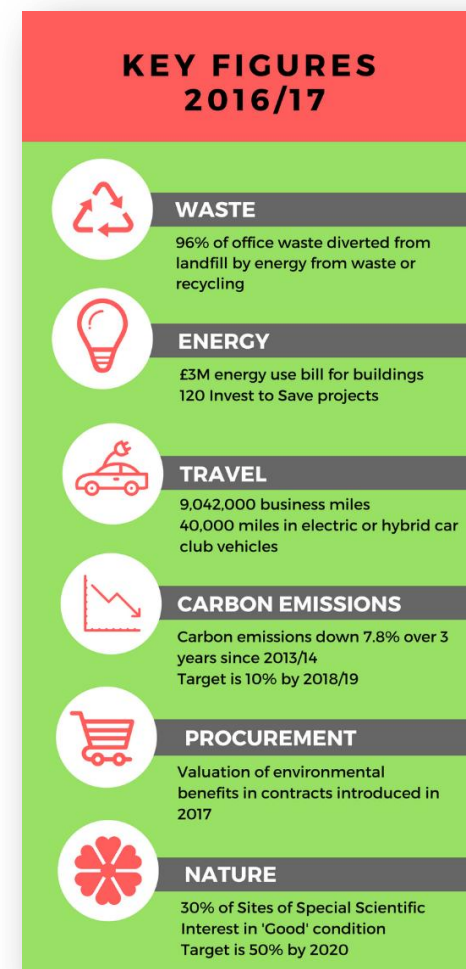 KEY FIGURES
2016/17
WASTE
96% of office waste diverted from
landfill by energy from waste or
recycling
ENERGY
£3M energy use bill for buildings
120 Invest to Save projects
TRAVEL
9,042,000 business miles
40,000 miles in electric or hybrid car
club vehicles
CARBON EMISSIONS
Carbon emissions down 7.8% over 3
years since 2013/14
Target is 10% by 2018/19
PROCUREMENT
Valuation of environmental
benefits in contracts introduced in
2017
NATURE
30% of Sites of Special Scientific
Interest in 'Good' condition
Target is 50% by 2020